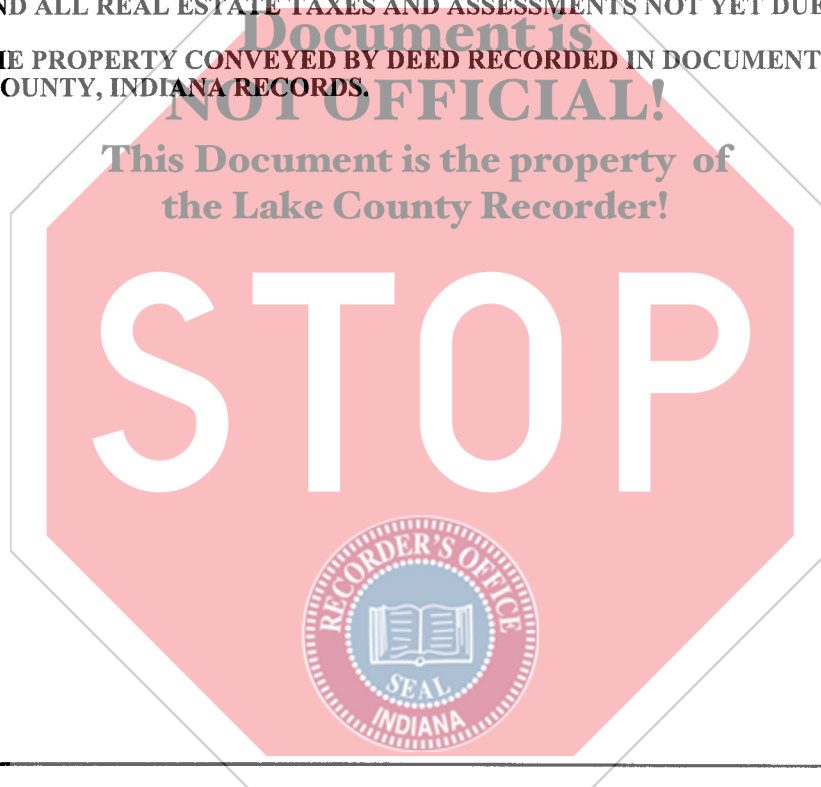 ND ALL REAL ESTATE TAXES AND ASSESSMENTS NOT YET DUE
Document is
HE PROPERTY CONVEYED BY DEED RECORDED IN DOCUMENT
OUNTY, INDIANA RECORDS.
NOT OFFICIAL!
This Document is the property of
the Lake County Recorder!
STOP
RECORDER'S OFFICE
SEAL
INDIANA